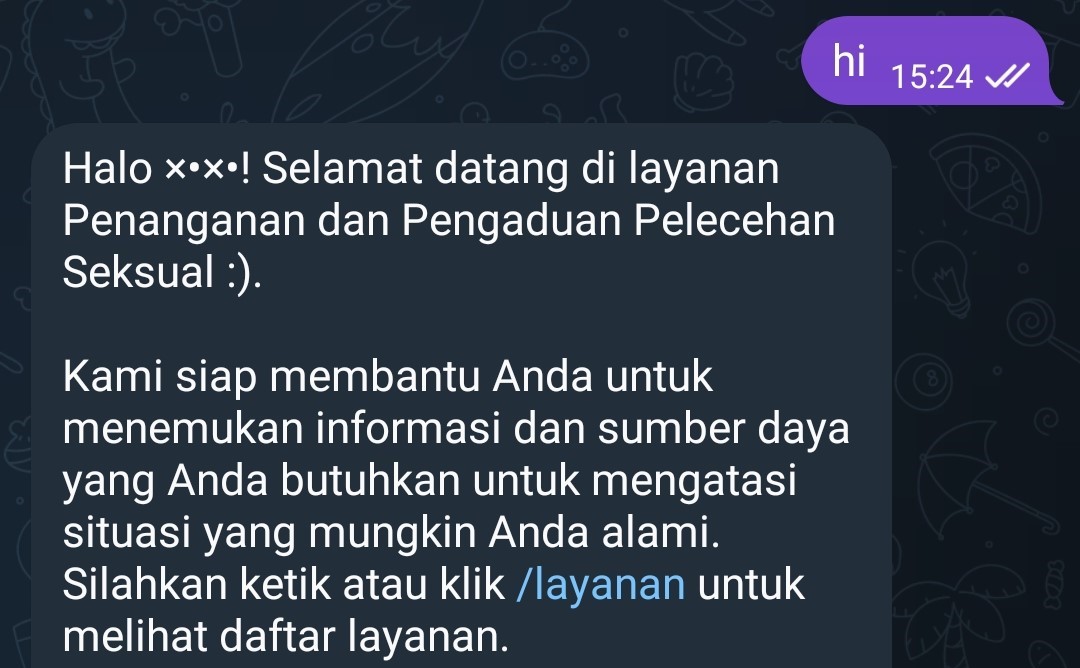 hi 15:24
Halo ×•×•! Selamat datang di layanan
Penanganan dan Pengaduan Pelecehan
Seksual :).
Kami siap membantu Anda untuk
menemukan informasi dan sumber daya
yang Anda butuhkan untuk mengatasi
situasi yang mungkin Anda alami.
Silahkan ketik atau klik /layanan untuk
melihat daftar layanan.